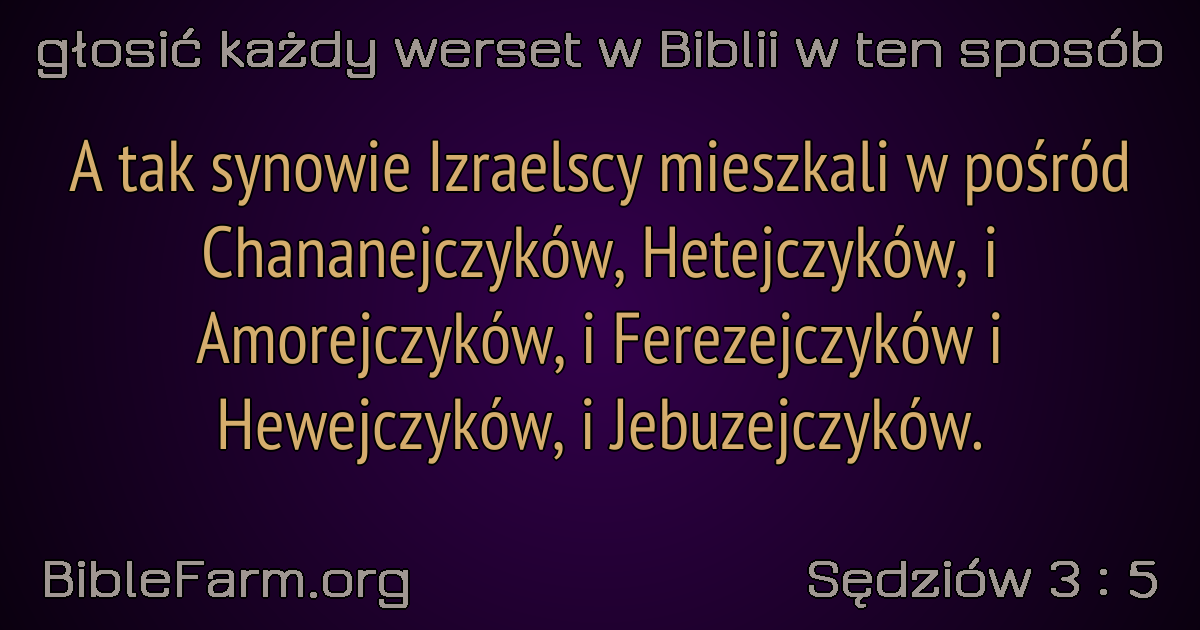 głosić każdy werset w Biblii w ten sposób
A tak synowie Izraelscy mieszkali w pośród
Chananejczyków, Hetejczyków, i
Amorejczyków, i Ferezejczyków i
Hewejczyków, i Jebuzejczyków.
BibleFarm.org
Sędziów 3 : 5